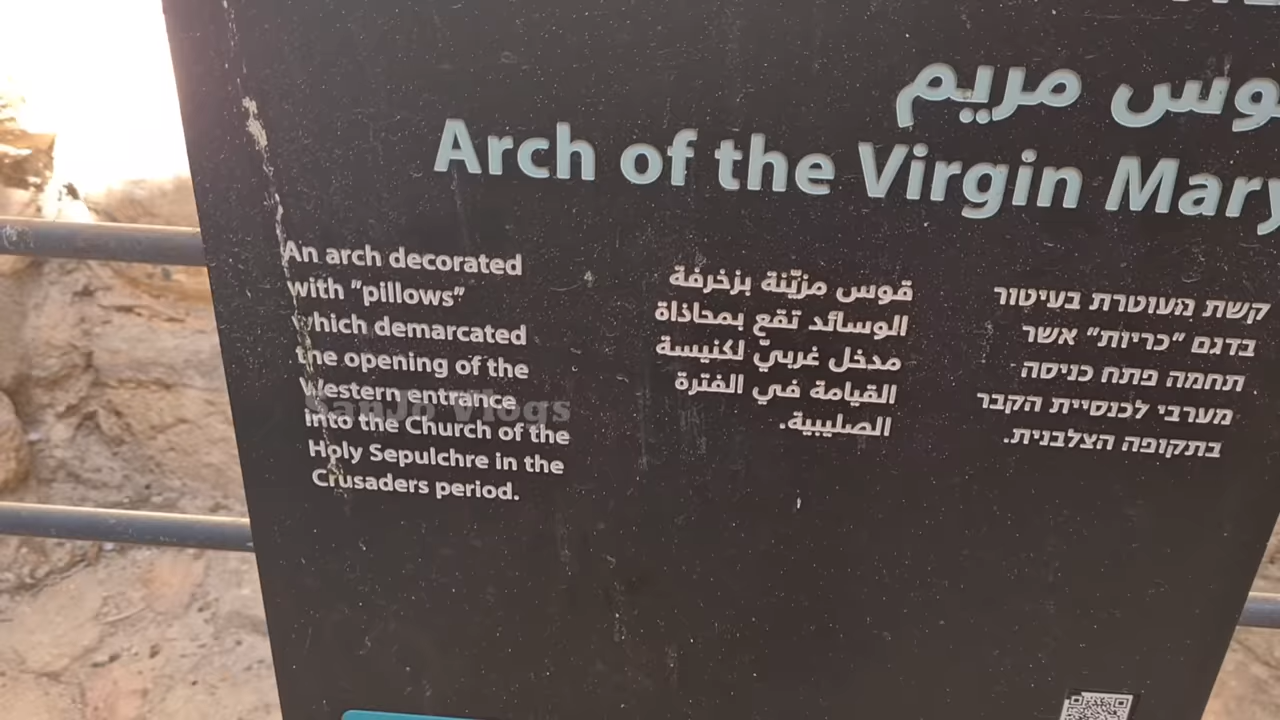 قوس مريم
Arch of the Virgin Mary
An arch decorated
with "pillows"
which demarcated
the opening of the
Western entrance
into the Church of the
Holy Sepulchre in the
Crusaders period.
قوس مزيّنة بزخرفة
الوسائد تقع بمحاذاة
مدخل غربيّ لكنيسة
القيامة في الفترة
الصليبية.
קשת מעוטרת בעיטור
בדגם "כריות" אשר
תחמה פתח כניסה
מערבי לכנסיית הקבר
בתקופה הצלבנית.
Vlogs